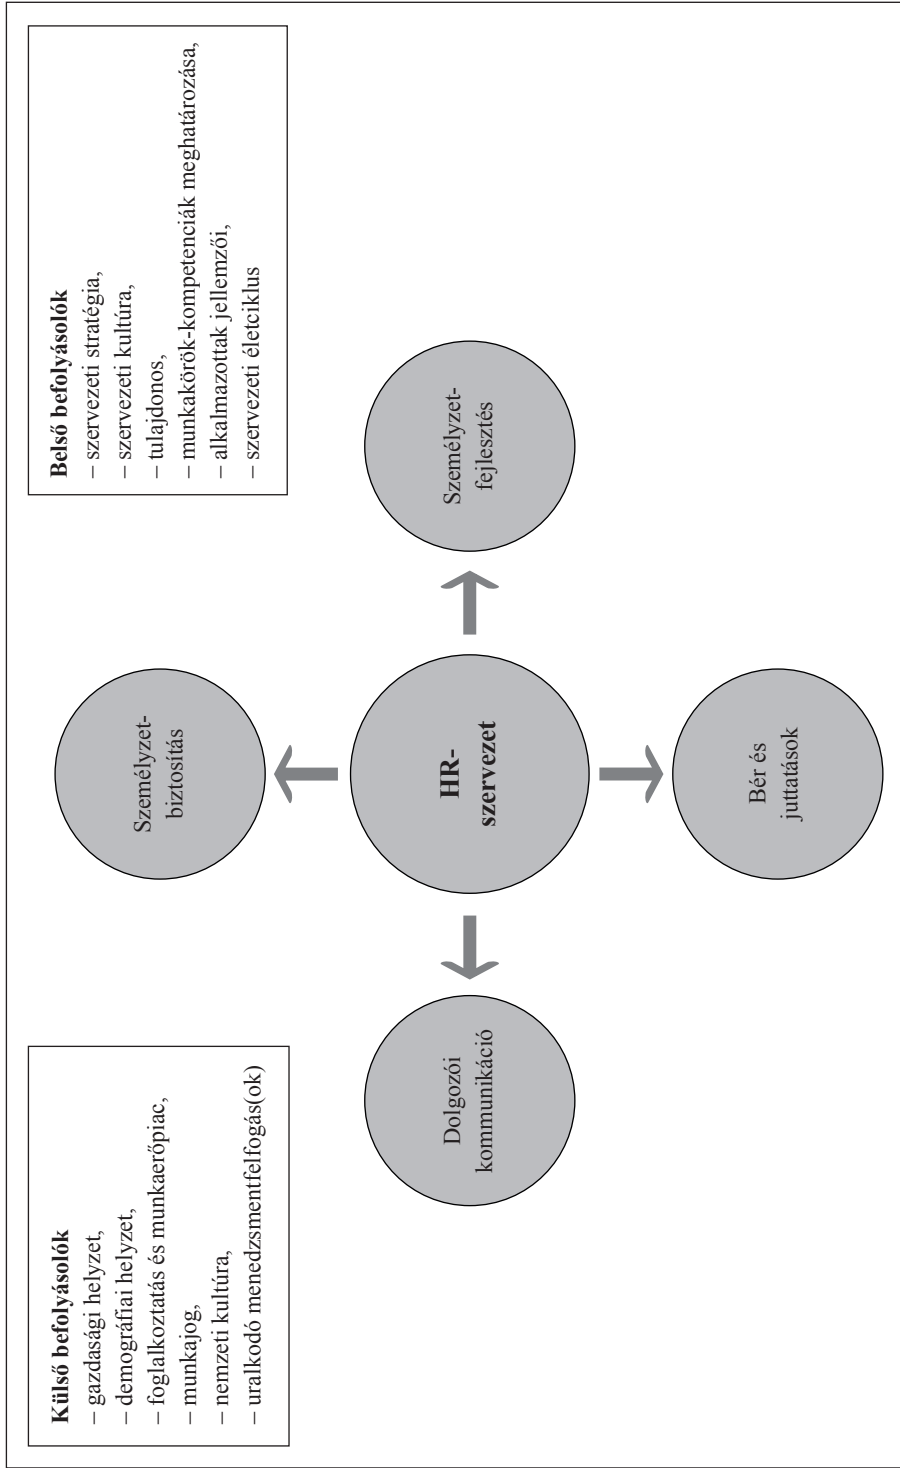 Külső befolyásolók
– gazdasági helyzet,
– demográfiai helyzet,
– foglalkoztatás és munkaerőpiac,
– munkajog,
– nemzeti kultúra,
– uralkodó menedzsmentfelfogás(ok)
Belső befolyásolók
– szervezeti stratégia,
– szervezeti kultúra,
– tulajdonos,
– munkakörök-kompetenciák meghatározása,
– alkalmazottak jellemzői,
– szervezeti életciklus
Személyzet-
biztosítás
Dolgozói
kommunikáció
HR-
szervezet
Személyzet-
fejlesztés
Bér és
juttatások